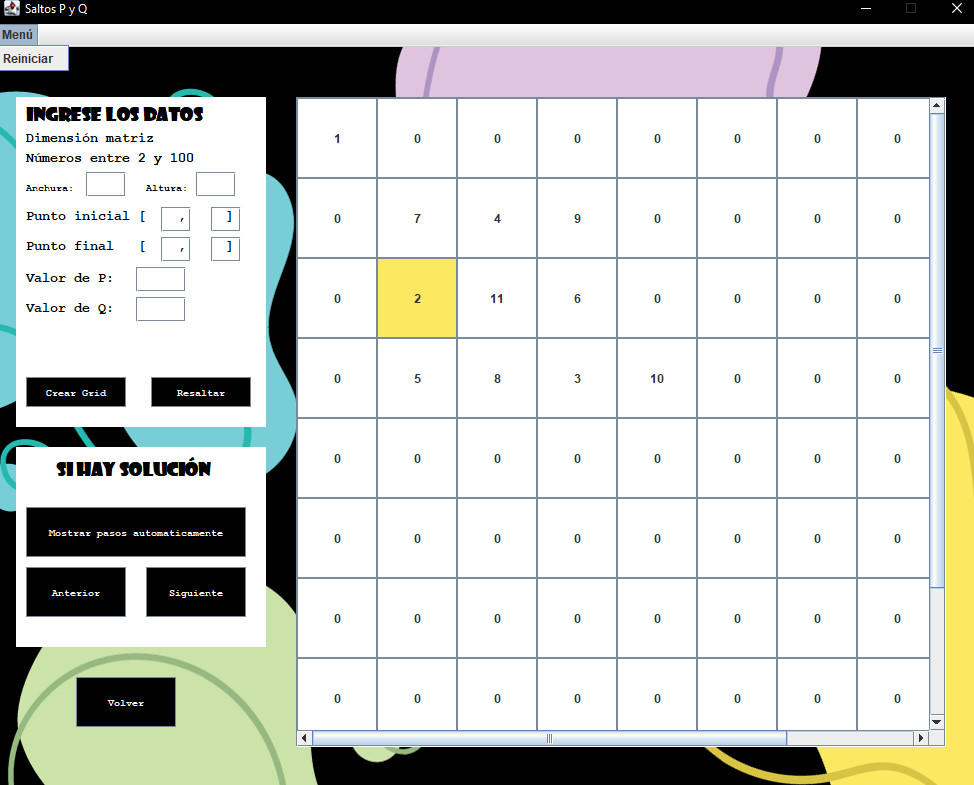 Saltos P y Q
Menú
Reiniciar
INGRESE LOS DATOS
Dimensión matriz
Números entre 2 y 100
Anchura: Altura:
Punto inicial [ , ]
Punto final [ , ]
Valor de P:
Valor de Q:
Crear Grid Resaltar
SI HAY SOLUCIÓN
Mostrar pasos automaticamente
Anterior Siguiente
Volver
1 0 0 0 0 0 0 0
0 7 4 9 0 0 0 0
0 2 11 6 0 0 0 0
0 5 8 3 10 0 0 0
0 0 0 0 0 0 0 0
0 0 0 0 0 0 0 0
0 0 0 0 0 0 0 0
0 0 0 0 0 0 0 0